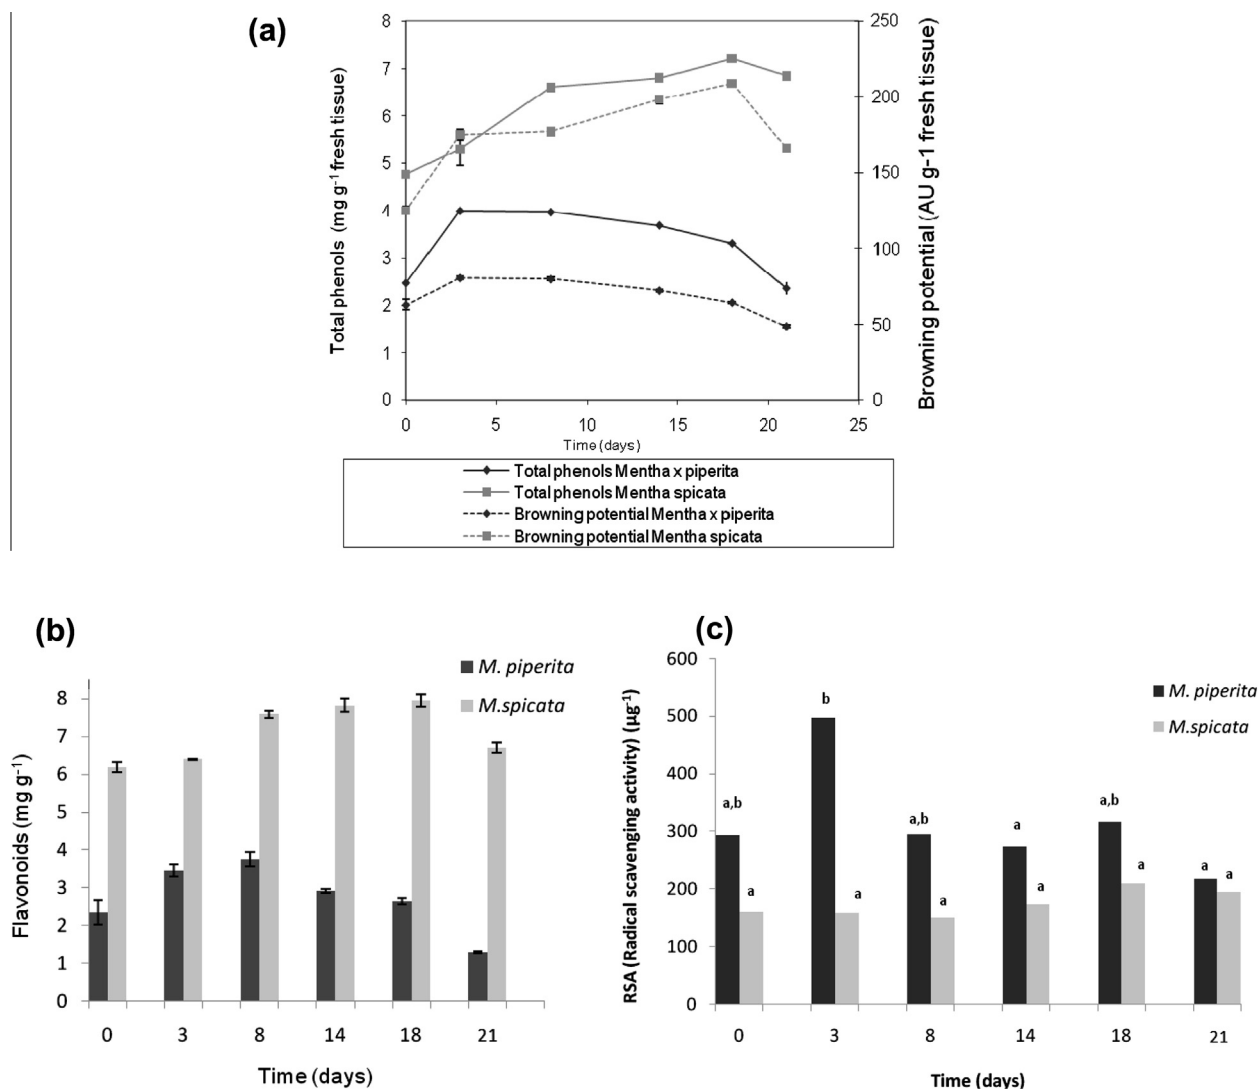 (a)
8
7
6
5
4
3
2
1
0
Total phenols (mg g⁻¹ fresh tissue)
250
200
150
100
50
0
Browning potential (AU g-1 fresh tissue)
0 5 10 15 20 25
Time (days)
Total phenols Mentha x piperita
Total phenols Mentha spicata
Browning potential Mentha x piperita
Browning potential Mentha spicata
(b)
M. piperita
M.spicata
8
7
6
5
4
3
2
1
0
Flavonoids (mg g⁻¹)
0 3 8 14 18 21
Time (days)
(c)
M. piperita
M.spicata
600
500
400
300
200
100
0
RSA (Radical scavenging activity) (µg⁻¹)
a,b
a
b
a
a,b
a
a
a
a,b
a
a
a
0 3 8 14 18 21
Time (days)